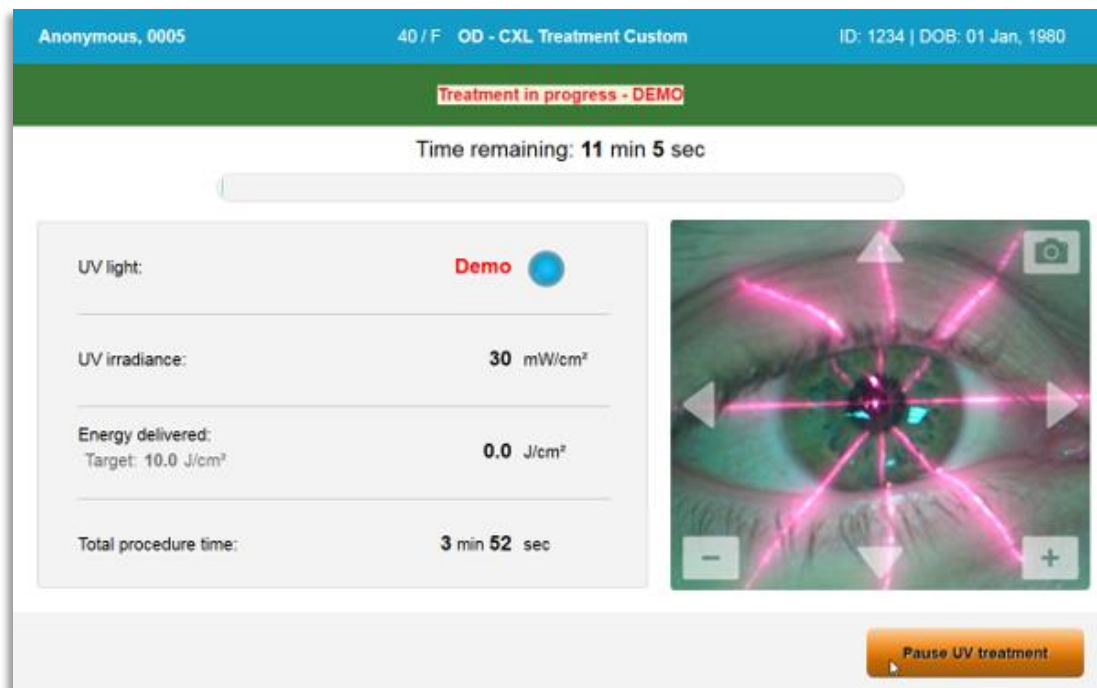 Anonymous, 0005 40 / F OD - CXL Treatment Custom ID: 1234 | DOB: 01 Jan, 1980
Treatment in progress - DEMO
Time remaining: 11 min 5 sec
UV light: Demo
UV irradiance: 30 mW/cm²
Energy delivered: 0.0 J/cm²
Target: 10.0 J/cm²
Total procedure time: 3 min 52 sec
Pause UV treatment